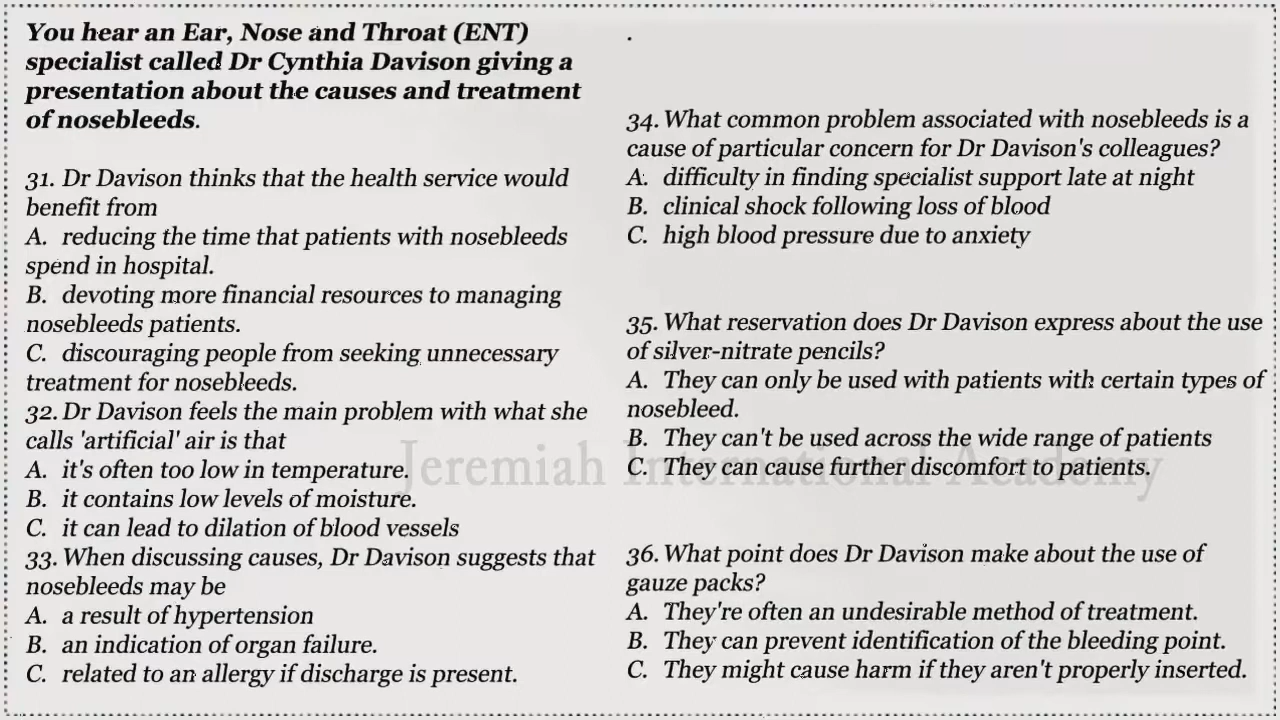 You hear an Ear, Nose and Throat (ENT)
specialist called Dr Cynthia Davison giving a
presentation about the causes and treatment
of nosebleeds.
31. Dr Davison thinks that the health service would
benefit from
A. reducing the time that patients with nosebleeds
spend in hospital.
B. devoting more financial resources to managing
nosebleeds patients.
C. discouraging people from seeking unnecessary
treatment for nosebleeds.
32. Dr Davison feels the main problem with what she
calls 'artificial' air is that
A. it's often too low in temperature.
B. it contains low levels of moisture.
C. it can lead to dilation of blood vessels
33. When discussing causes, Dr Davison suggests that
nosebleeds may be
A. a result of hypertension
B. an indication of organ failure.
C. related to an allergy if discharge is present.
.
34. What common problem associated with nosebleeds is a
cause of particular concern for Dr Davison's colleagues?
A. difficulty in finding specialist support late at night
B. clinical shock following loss of blood
C. high blood pressure due to anxiety
35. What reservation does Dr Davison express about the use
of silver-nitrate pencils?
A. They can only be used with patients with certain types of
nosebleed.
B. They can't be used across the wide range of patients
C. They can cause further discomfort to patients.
36. What point does Dr Davison make about the use of
gauze packs?
A. They're often an undesirable method of treatment.
B. They can prevent identification of the bleeding point.
C. They might cause harm if they aren't properly inserted.
Jeremiah International Academy